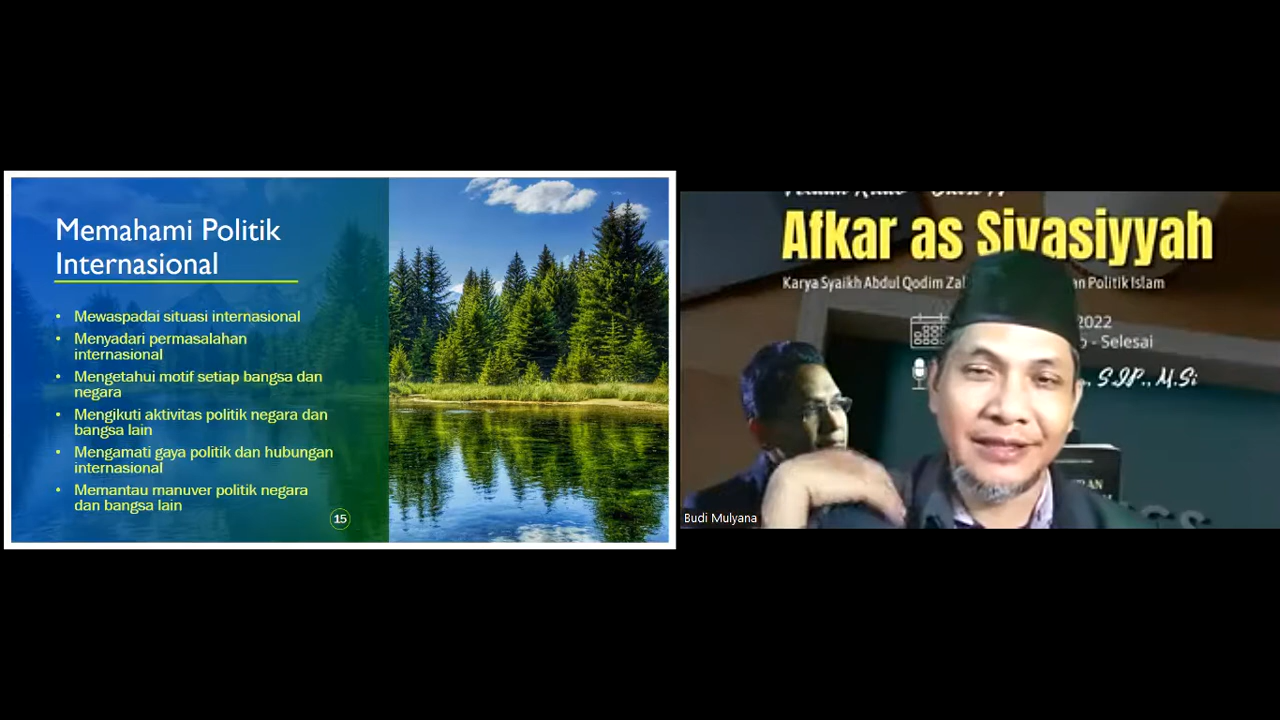 Memahami Politik
Internasional
• Mewaspadai situasi internasional
• Menyadari permasalahan
internasional
• Mengetahui motif setiap bangsa dan
negara
• Mengikuti aktivitas politik negara dan
bangsa lain
• Mengamati gaya politik dan hubungan
internasional
• Memantau manuver politik negara
dan bangsa lain
15
Afkar as Siyasiyyah
Karya Syaikh Abdul Qodim Politik Islam
2022
- Selesai
S.IP., M.Si
Budi Mulyana